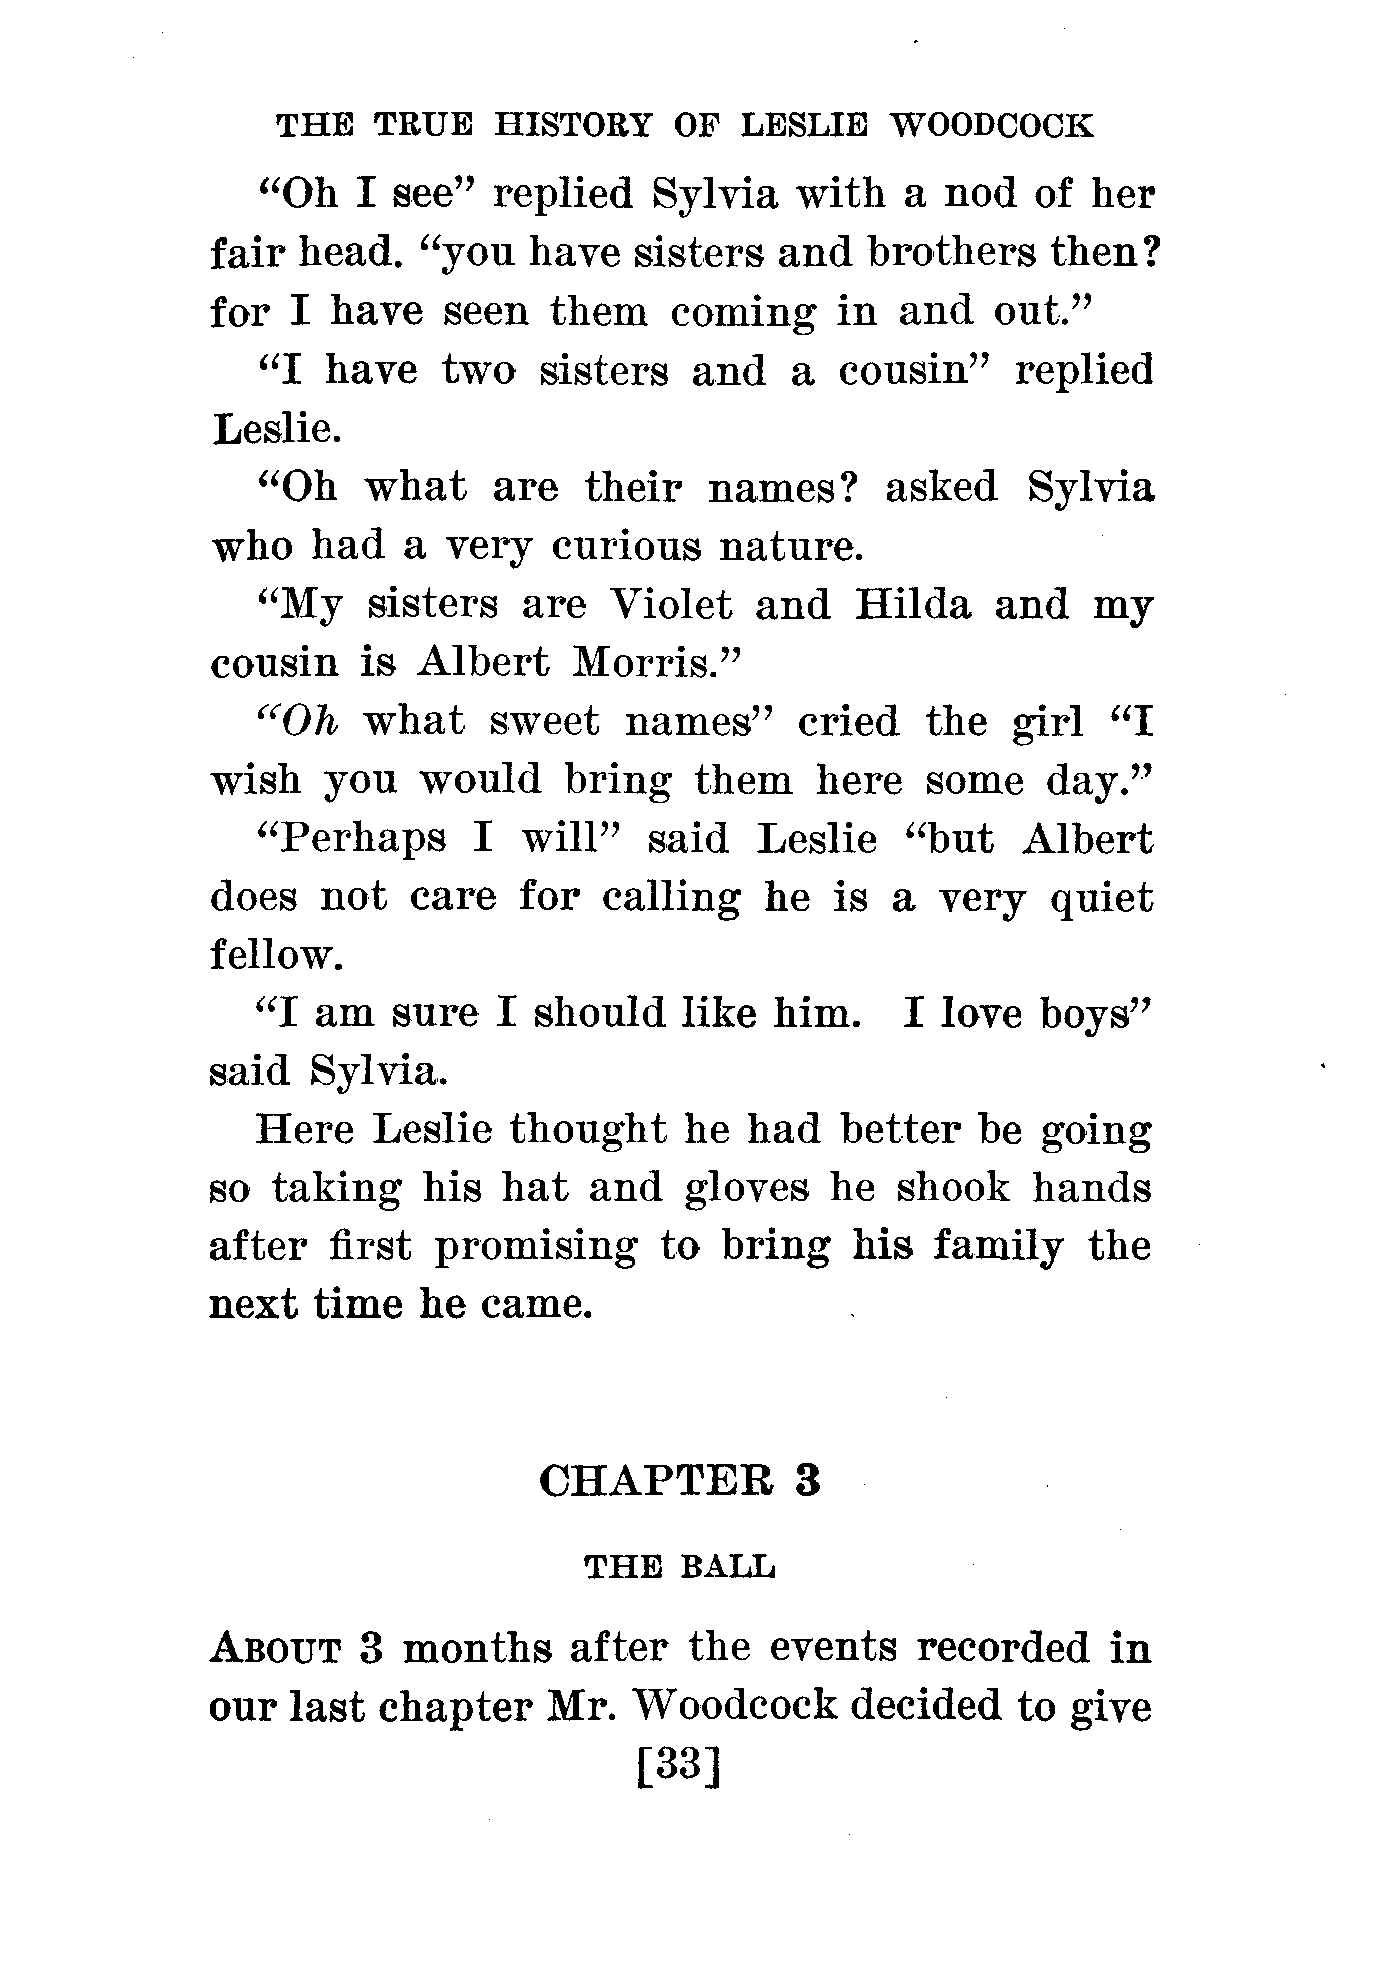 THE TRUE HISTORY OF LESLIE WOODCOCK
“Oh I see” replied Sylvia with a nod of her
fair head. “you have sisters and brothers then?
for I have seen them coming in and out.”
“I have two sisters and a cousin” replied
Leslie.
“Oh what are their names? asked Sylvia
who had a very curious nature.
“My sisters are Violet and Hilda and my
cousin is Albert Morris.”
“Oh what sweet names” cried the girl “I
wish you would bring them here some day.”
“Perhaps I will” said Leslie “but Albert
does not care for calling he is a very quiet
fellow.
“I am sure I should like him. I love boys”
said Sylvia.
Here Leslie thought he had better be going
so taking his hat and gloves he shook hands
after first promising to bring his family the
next time he came.
CHAPTER 3
THE BALL
ABOUT 3 months after the events recorded in
our last chapter Mr. Woodcock decided to give
[33]